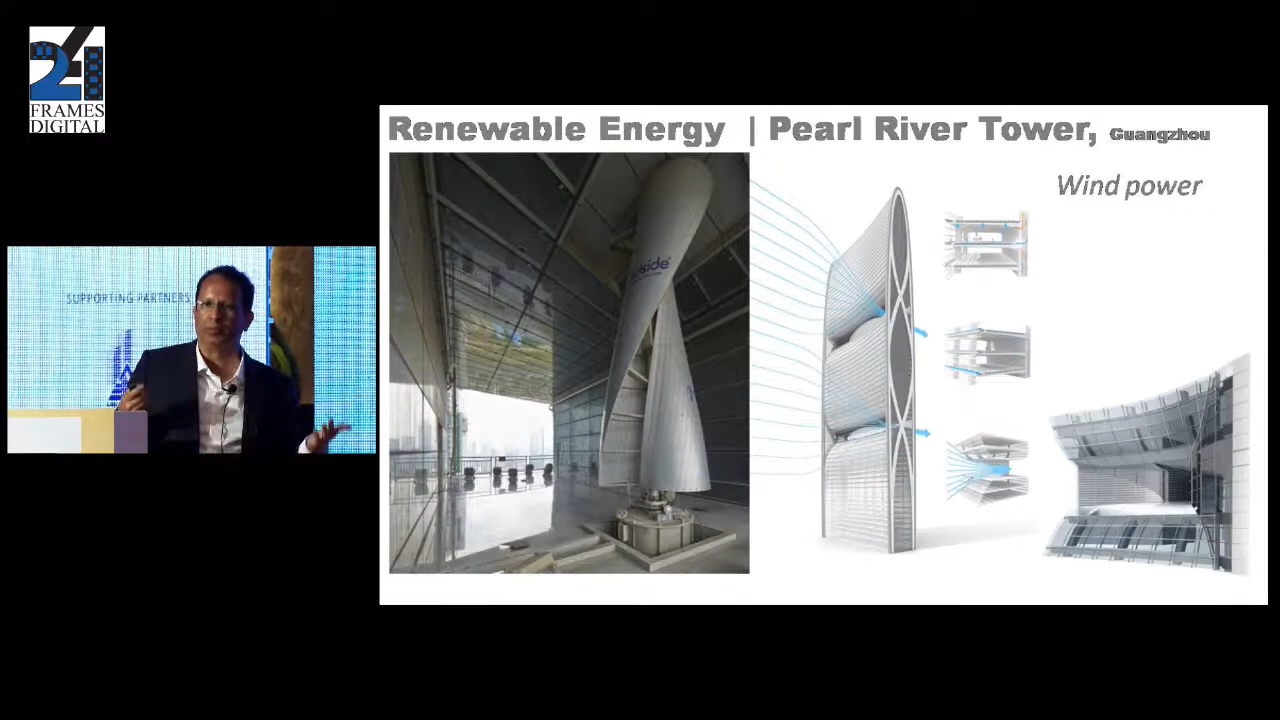 24
FRAMES
DIGITAL
Renewable Energy | Pearl River Tower, Guangzhou
Wind power
SUPPORTING PARTNERS